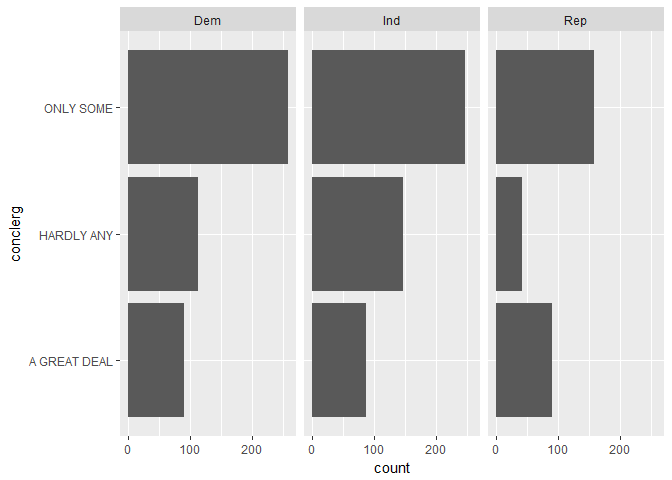 Dem Ind Rep
conclerg
ONLY SOME
HARDLY ANY
A GREAT DEAL
0 100 200 0 100 200 0 100 200
count